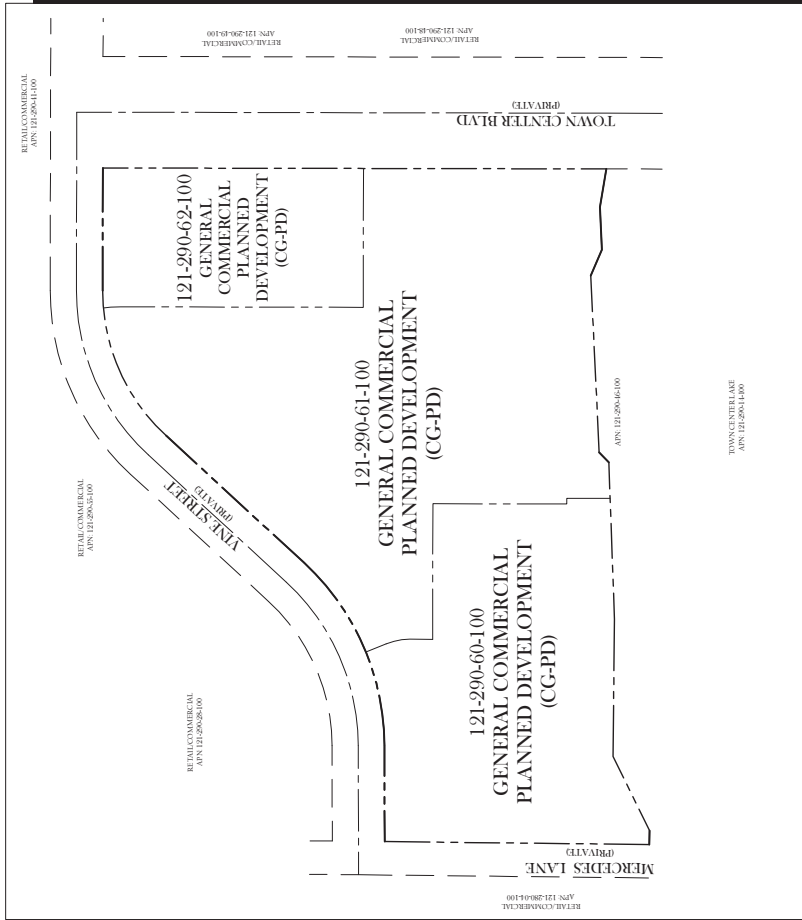 RETAIL/COMMERCIAL
APN: 121-290-49-100
RETAIL/COMMERCIAL
APN: 121-290-48-100
RETAIL/COMMERCIAL
APN: 121-290-41-100
TOWN CENTER BLVD
(PRIVATE)
121-290-62-100
GENERAL
COMMERCIAL
PLANNED
DEVELOPMENT
(CG-PD)
121-290-61-100
GENERAL COMMERCIAL
PLANNED DEVELOPMENT
(CG-PD)
APN: 121-290-46-100
TOWN CENTER LAKE
APN: 121-290-14-100
RETAIL/COMMERCIAL
APN: 121-290-55-100
VINE STREET
(PRIVATE)
121-290-60-100
GENERAL COMMERCIAL
PLANNED DEVELOPMENT
(CG-PD)
RETAIL/COMMERCIAL
APN: 121-290-28-100
MERCEDES LANE
(PRIVATE)
RETAIL/COMMERCIAL
APN: 121-280-04-100